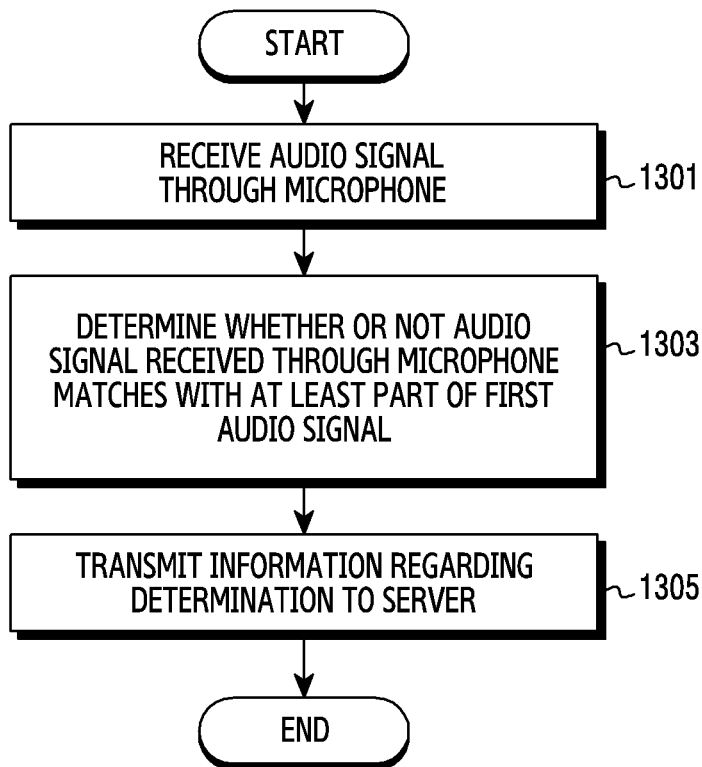 START
RECEIVE AUDIO SIGNAL
THROUGH MICROPHONE
1301
DETERMINE WHETHER OR NOT AUDIO
SIGNAL RECEIVED THROUGH MICROPHONE
MATCHES WITH AT LEAST PART OF FIRST
AUDIO SIGNAL
1303
TRANSMIT INFORMATION REGARDING
DETERMINATION TO SERVER
1305
END